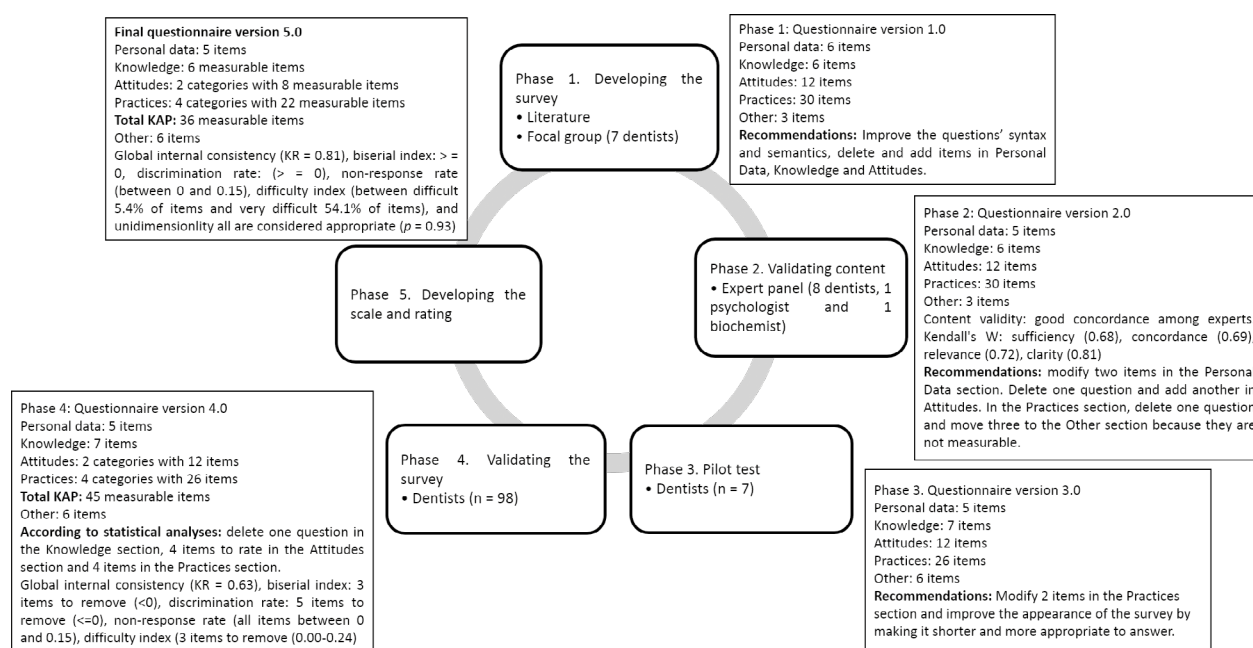 Final questionnaire version 5.0
Personal data: 5 items
Knowledge: 6 measurable items
Attitudes: 2 categories with 8 measurable items
Practices: 4 categories with 22 measurable items
Total KAP: 36 measurable items
Other: 6 items
Global internal consistency (KR = 0.81), biserial index: > =
0, discrimination rate: (> = 0), non-response rate
(between 0 and 0.15), difficulty index (between difficult
5.4% of items and very difficult 54.1% of items), and
unidimensionlity all are considered appropriate (p = 0.93)
Phase 1. Developing the
survey
• Literature
• Focal group (7 dentists)
Phase 1: Questionnaire version 1.0
Personal data: 6 items
Knowledge: 6 items
Attitudes: 12 items
Practices: 30 items
Other: 3 items
Recommendations: Improve the questions' syntax
and semantics, delete and add items in Personal
Data, Knowledge and Attitudes.
Phase 2. Validating content
• Expert panel (8 dentists, 1
psychologist and 1
biochemist)
Phase 2: Questionnaire version 2.0
Personal data: 5 items
Knowledge: 6 items
Attitudes: 12 items
Practices: 30 items
Other: 3 items
Content validity: good concordance among experts
Kendall's W: sufficiency (0.68), concordance (0.69),
relevance (0.72), clarity (0.81)
Recommendations: modify two items in the Personal
Data section. Delete one question and add another in
Attitudes. In the Practices section, delete one question
and move three to the Other section because they are
not measurable.
Phase 5. Developing the
scale and rating
Phase 4: Questionnaire version 4.0
Personal data: 5 items
Knowledge: 7 items
Attitudes: 2 categories with 12 items
Practices: 4 categories with 26 items
Total KAP: 45 measurable items
Other: 6 items
According to statistical analyses: delete one question in
the Knowledge section, 4 items to rate in the Attitudes
section and 4 items in the Practices section.
Global internal consistency (KR = 0.63), biserial index: 3
items to remove (<0), discrimination rate: 5 items to
remove (<=0), non-response rate (all items between 0
and 0.15), difficulty index (3 items to remove (0.00-0.24)
Phase 4. Validating the
survey
• Dentists (n = 98)
Phase 3. Pilot test
• Dentists (n = 7)
Phase 3. Questionnaire version 3.0
Personal data: 5 items
Knowledge: 7 items
Attitudes: 12 items
Practices: 26 items
Other: 6 items
Recommendations: Modify 2 items in the Practices
section and improve the appearance of the survey by
making it shorter and more appropriate to answer.